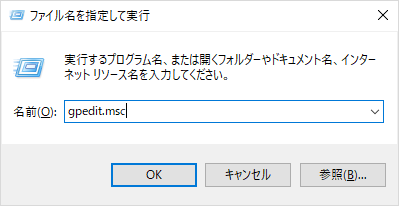 ファイル名を指定して実行
実行するプログラム名、または開くフォルダーやドキュメント名、インター
ネット リソース名を入力してください。
名前(O): gpedit.msc
OK キャンセル 参照(B)...